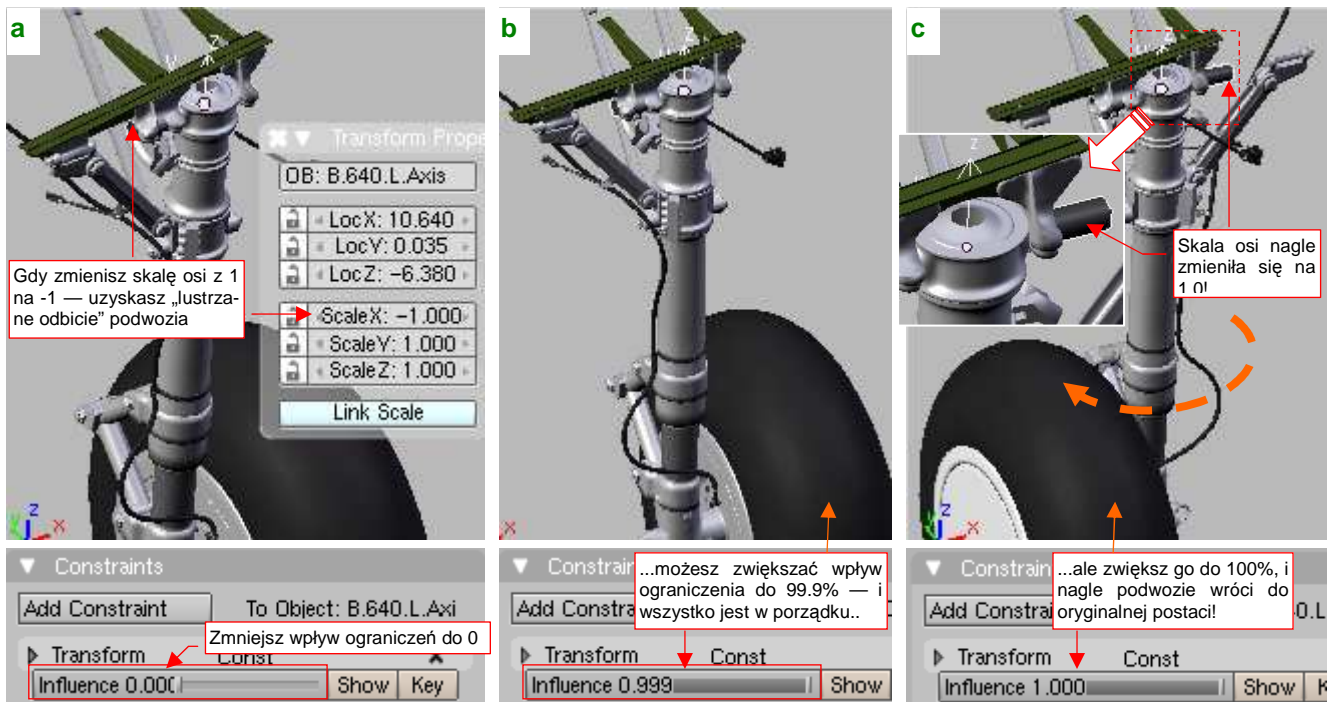 a
Transform Prope
OB: B.640.L.Axis
LocX: 10.640
LocY: 0.035
LocZ: -6.380
ScaleX: -1.000
ScaleY: 1.000
ScaleZ: 1.000
Link Scale
Gdy zmienisz skalę osi z 1
na -1 — uzyskasz „lustrza-
ne odbicie” podwozia
z
x
Constraints
Add Constraint To Object: B.640.L.Axi
Zmniejsz wpływ ograniczeń do 0
Transform Const
Influence 0.000 Show Key
b
z
x
Constrain
...możesz zwiększać wpływ
ograniczenia do 99.9% — i
wszystko jest w porządku..
Add Constra
Transform Const
Influence 0.999 Show
c
z
z
Skala osi nagle
zmieniła się na
1.0!
z
x
Constrain
...ale zwiększ go do 100%, i
nagle podwozie wróci do
oryginalnej postaci!
Add Constra 0.L
Transform Const
Influence 1.000 Show K